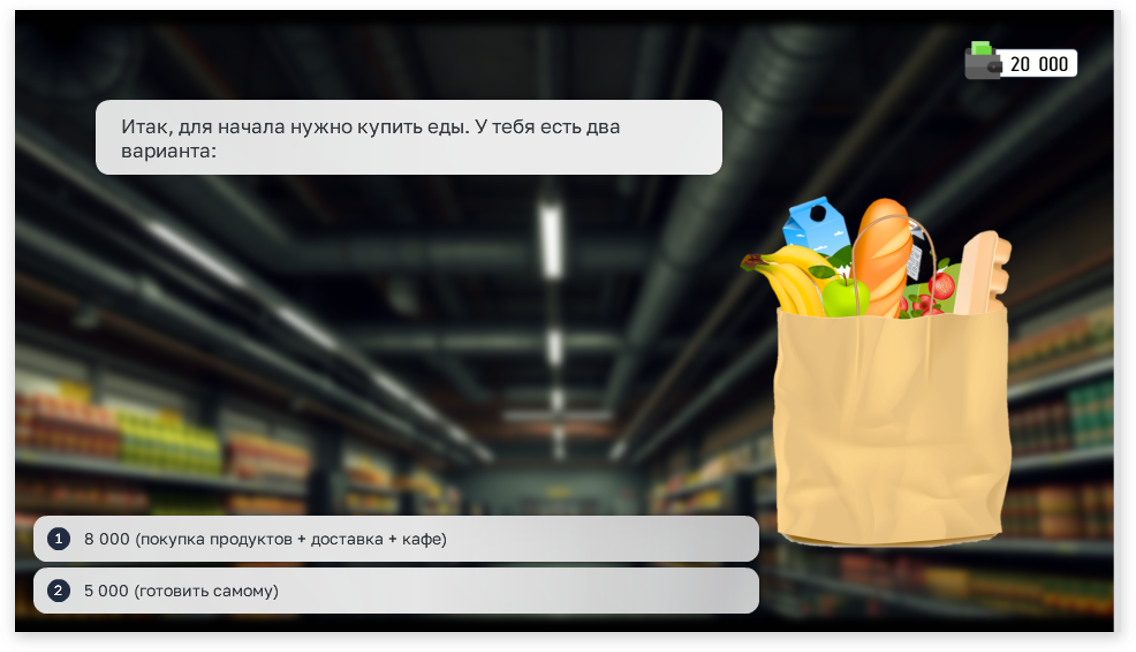 20 000
Итак, для начала нужно купить еды. У тебя есть два
варианта:
1 8 000 (покупка продуктов + доставка + кафе)
2 5 000 (готовить самому)